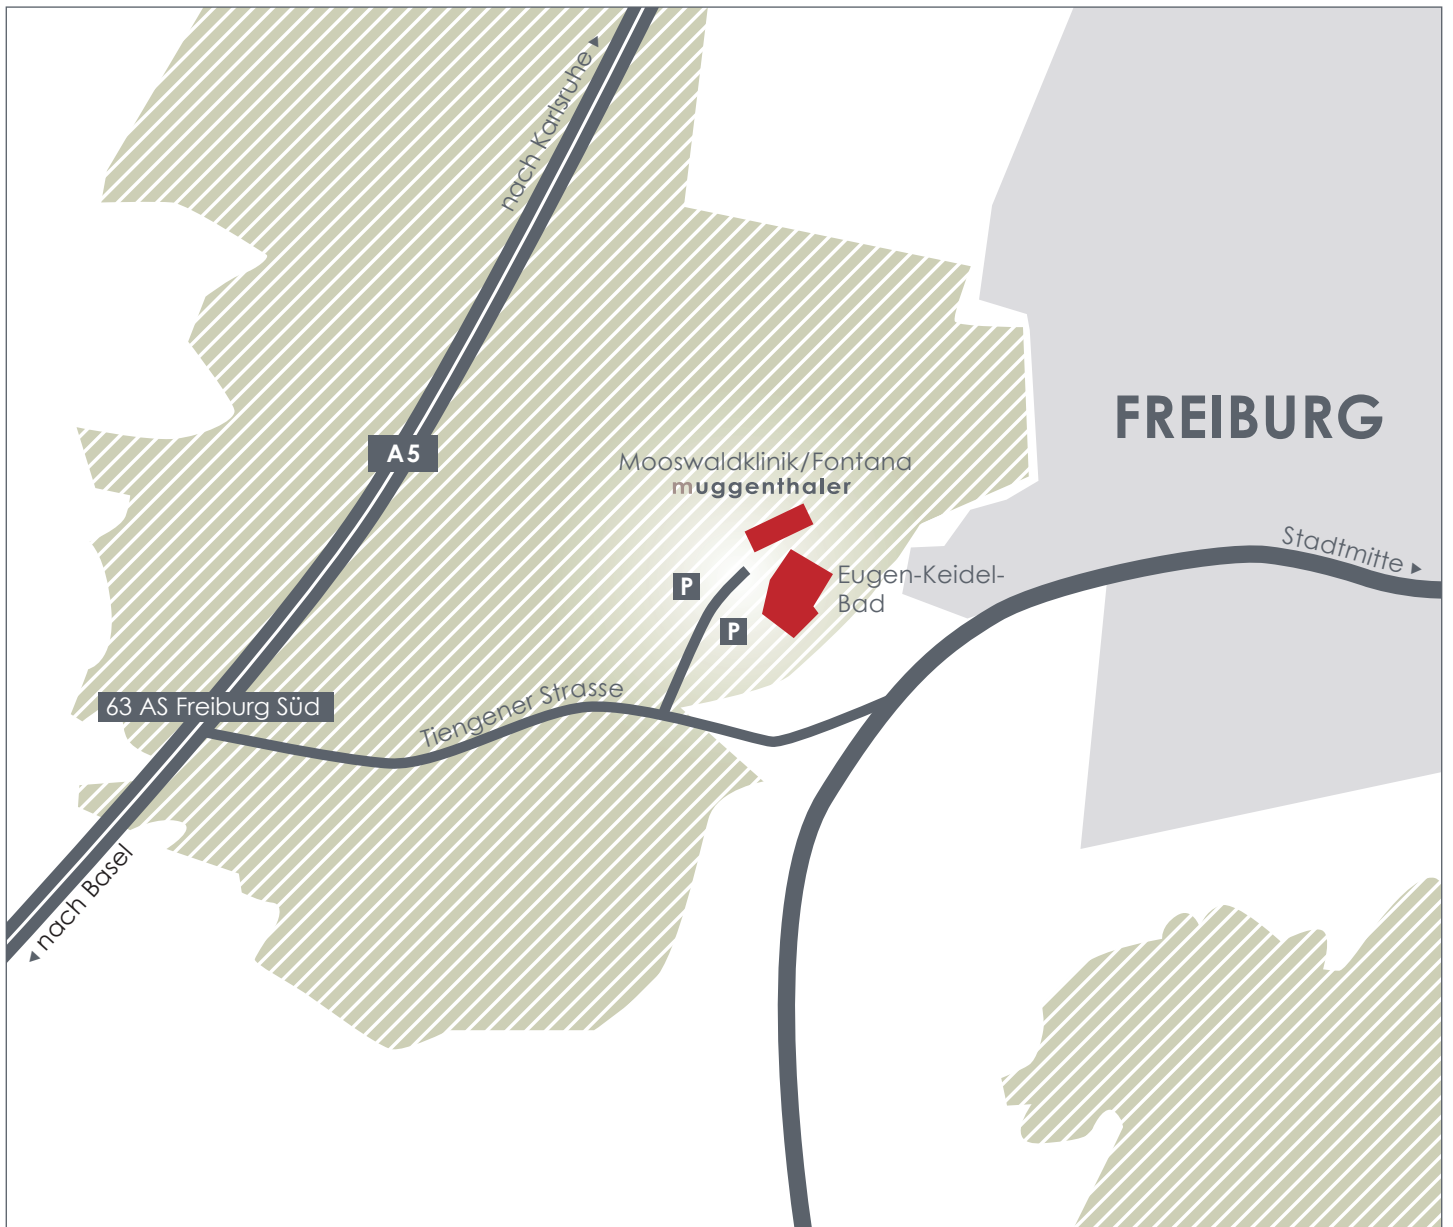 nach Karlsruhe
FREIBURG
A5
Mooswaldklinik/Fontana
muggenthaler
Stadtmitte
Eugen-Keidel-
Bad
P
P
63 AS Freiburg Süd
Tiengener Strasse
nach Basel